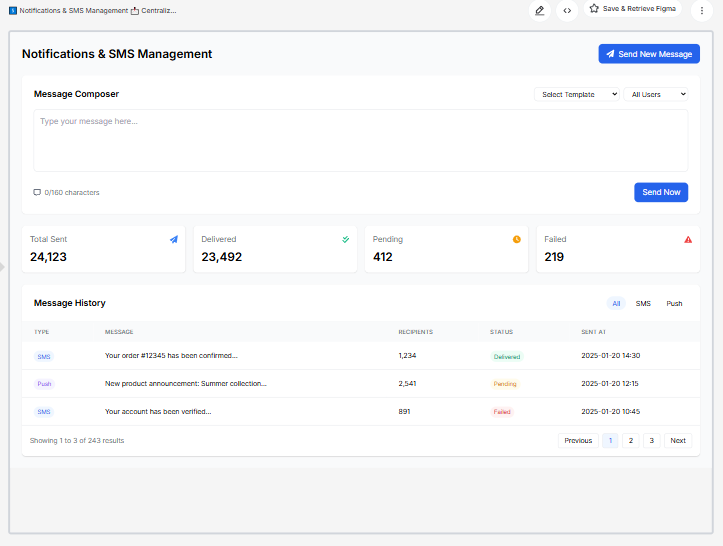 Notifications & SMS Management 📩 Centraliz...
Save & Retrieve Figma
Notifications & SMS Management
Send New Message
Message Composer
Select Template
All Users
Type your message here...
0/160 characters
Send Now
Total Sent
24,123
Delivered
23,492
Pending
412
Failed
219
Message History
All SMS Push
TYPE MESSAGE RECIPIENTS STATUS SENT AT
SMS Your order #12345 has been confirmed... 1,234 Delivered 2025-01-20 14:30
Push New product announcement: Summer collection... 2,541 Pending 2025-01-20 12:15
SMS Your account has been verified... 891 Failed 2025-01-20 10:45
Showing 1 to 3 of 243 results
Previous 1 2 3 Next